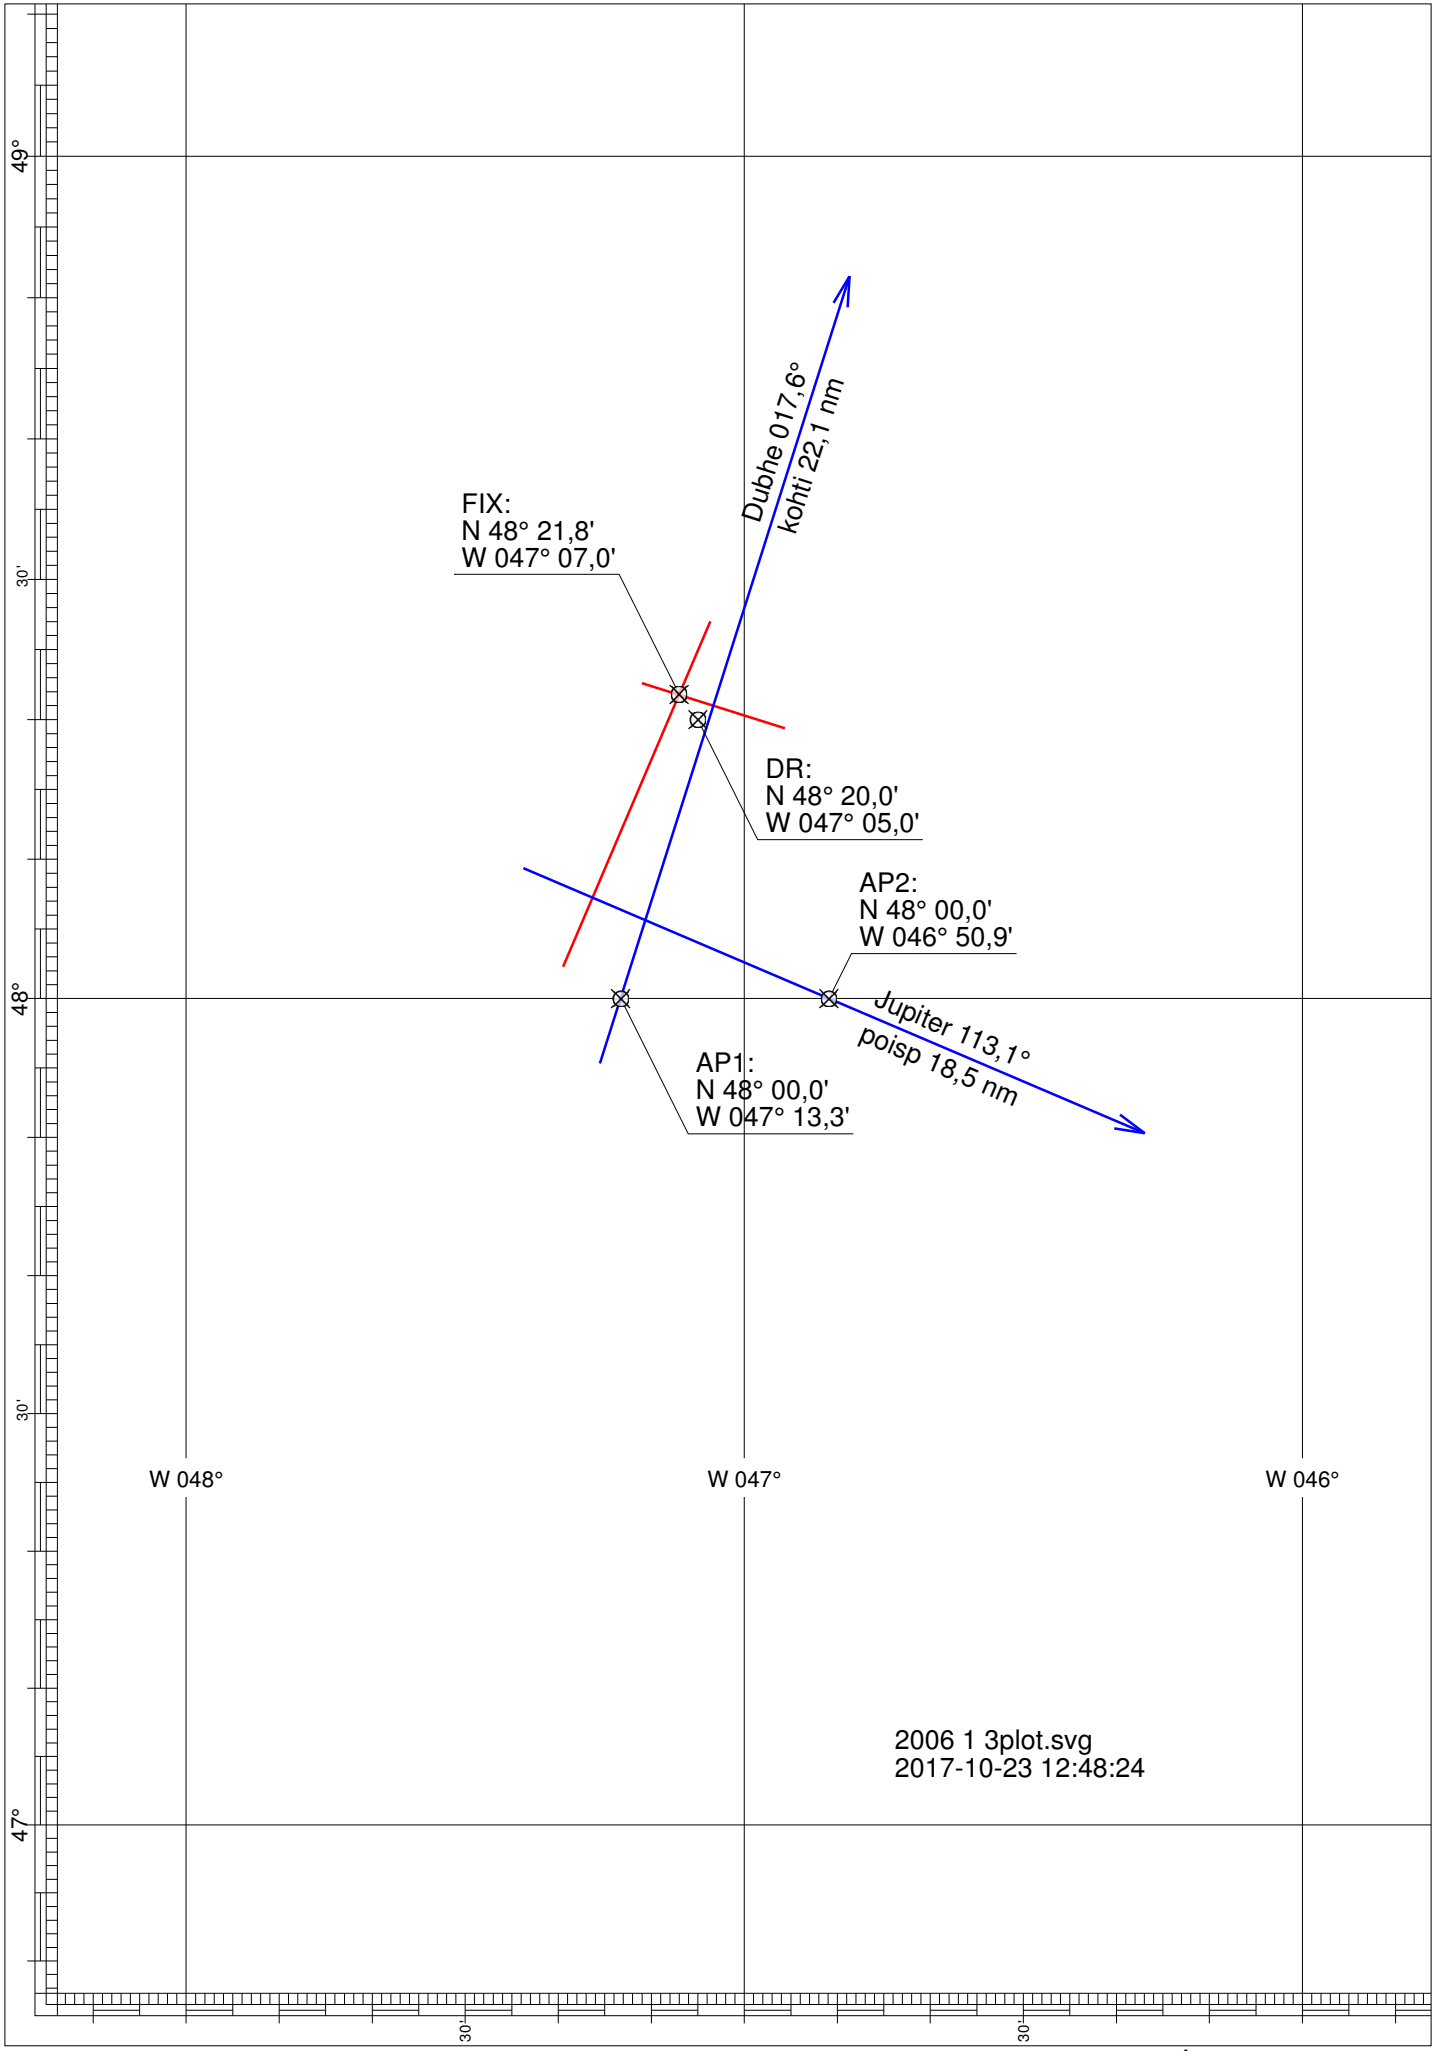 49°
Dubhe 017,6°
kohti 22,1 nm
FIX:
N 48° 21,8'
W 047° 07,0'
30'
DR:
N 48° 20,0'
W 047° 05,0'
AP2:
N 48° 00,0'
W 046° 50,9'
48°
Jupiter 113,1°
poisp 18,5 nm
AP1:
N 48° 00,0'
W 047° 13,3'
30'
W 048°
W 047°
W 046°
2006 1 3plot.svg
2017-10-23 12:48:24
47°
30'
30'